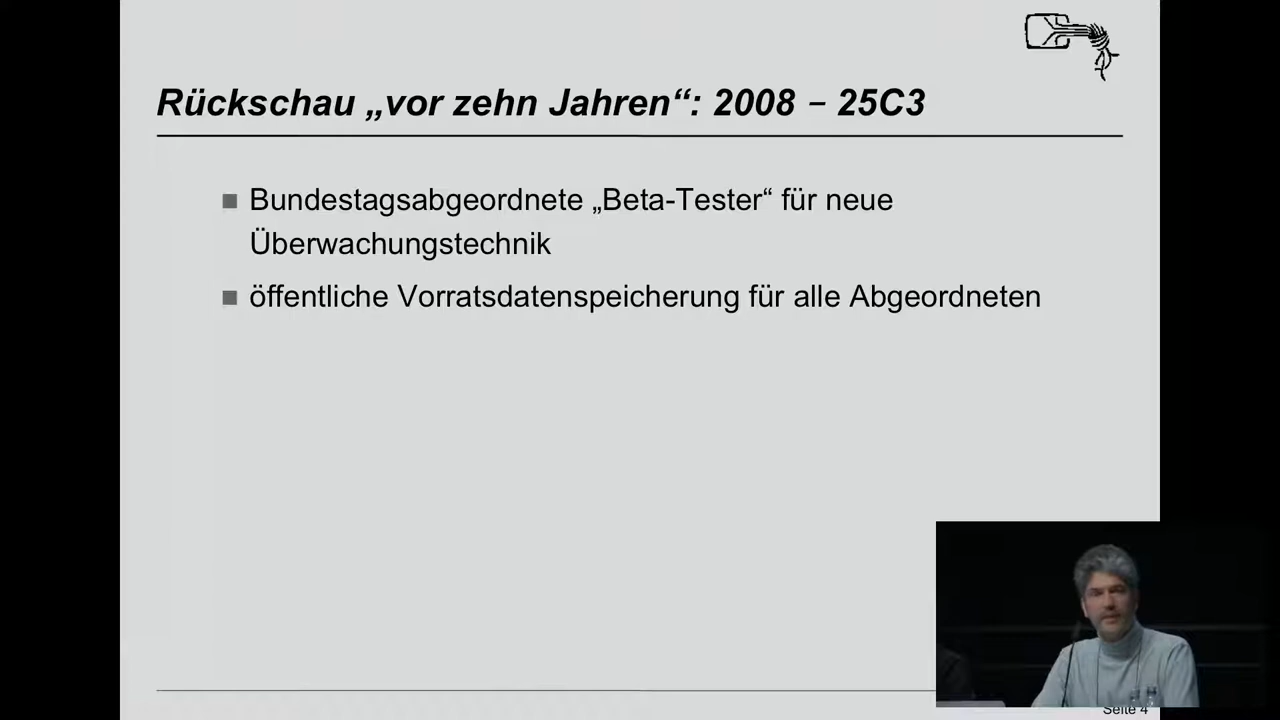 Rückschau „vor zehn Jahren“: 2008 – 25C3
Bundestagsabgeordnete „Beta-Tester“ für neue
Überwachungstechnik
öffentliche Vorratsdatenspeicherung für alle Abgeordneten
Seite 4